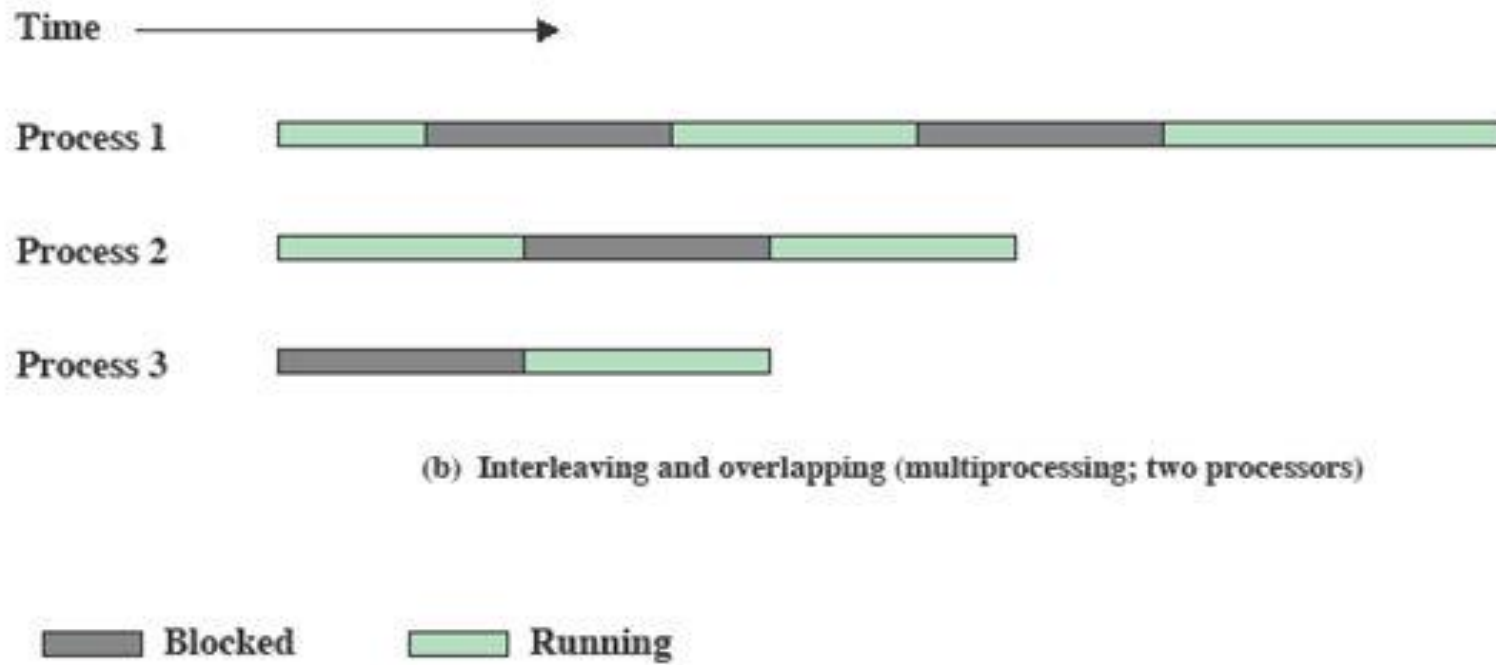 Time
Process 1
Process 2
Process 3
(b) Interleaving and overlapping (multiprocessing; two processors)
Blocked
Running